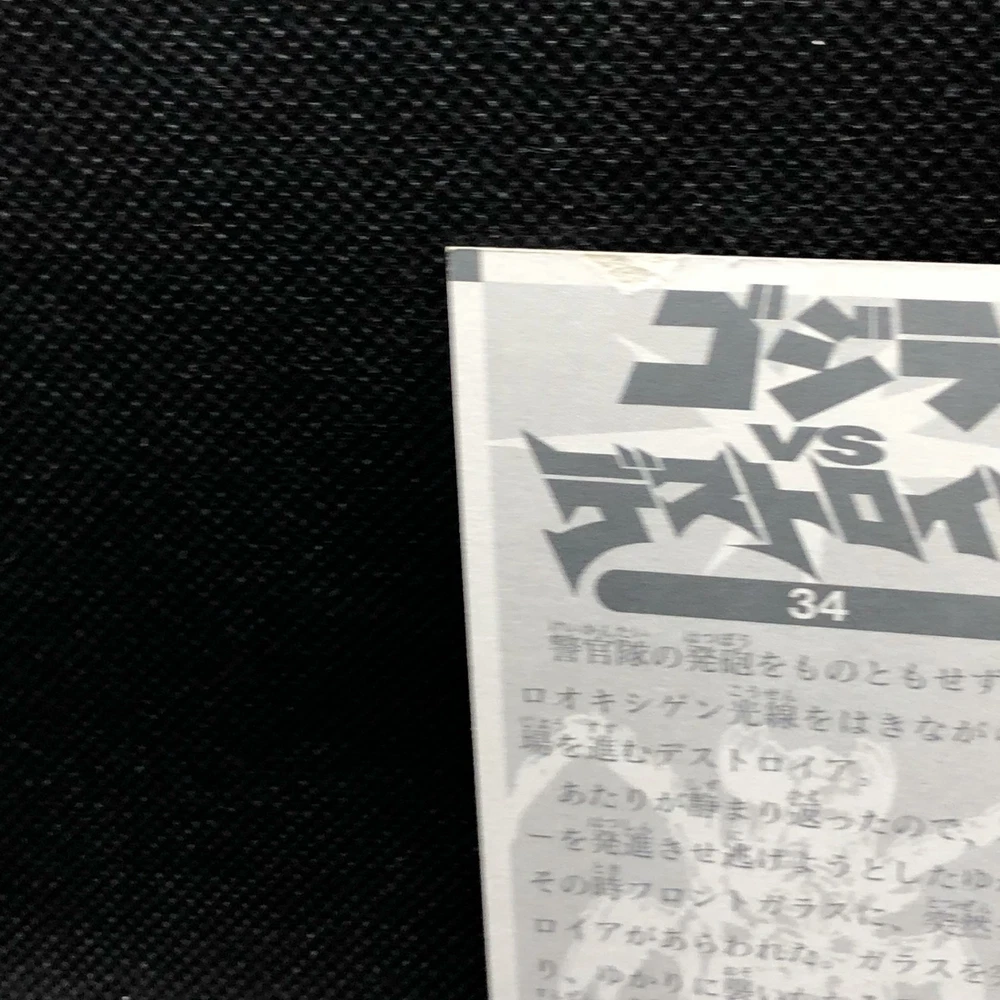 ゴジラ
VS
デストロイ
34
警官隊の発砲をものともせず
ロオキシゲン光線をはきなが
場を進むデストロイア。
あたりが静まり返ったので、
ーを発進させ逃げようとしたゆ
その時フロントガラスに、突然
ロイアがあらわれた。ガラスを
り、ゆかりに襲い